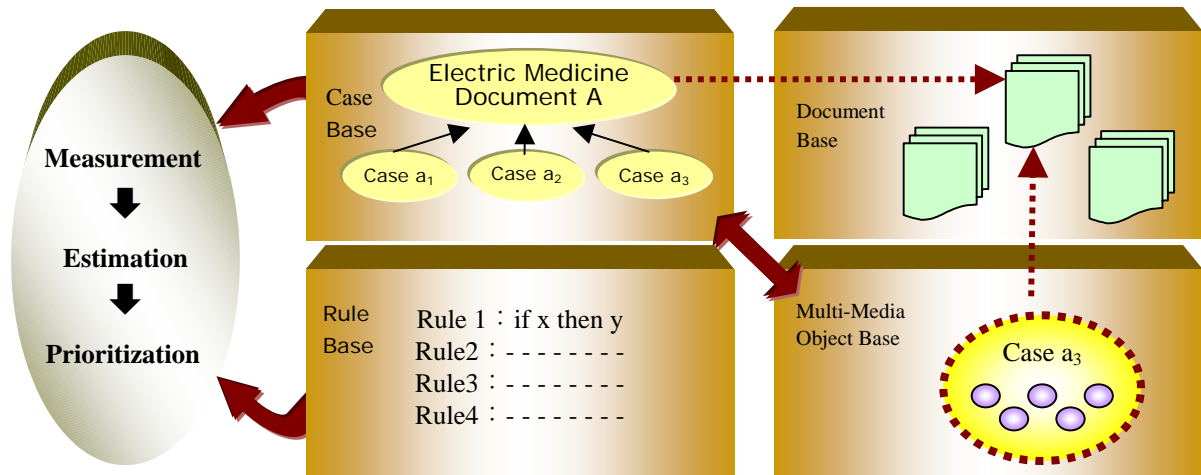 Measurement
Estimation
Prioritization
Case
Base
Electric Medicine
Document A
Case a₁
Case a₂
Case a₃
Document
Base
Rule
Base
Rule 1：if x then y
Rule2：- - - - - - - -
Rule3：- - - - - - - -
Rule4：- - - - - - - -
Multi-Media
Object Base
Case a₃